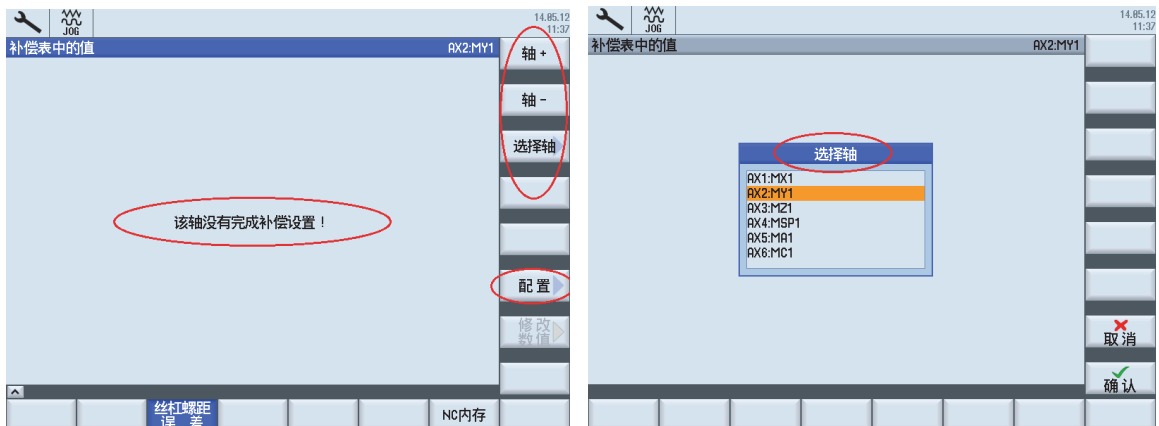 JOG
14.05.12
11:37
补偿表中的值
AX2:MY1
轴 +
轴 -
选择轴
该轴没有完成补偿设置！
配 置
修 改
数 值
丝杠螺距
误 差
NC内存
JOG
14.05.12
11:37
补偿表中的值
AX2:MY1
选择轴
AX1:MX1
AX2:MY1
AX3:MZ1
AX4:MSP1
AX5:MA1
AX6:MC1
取 消
确 认